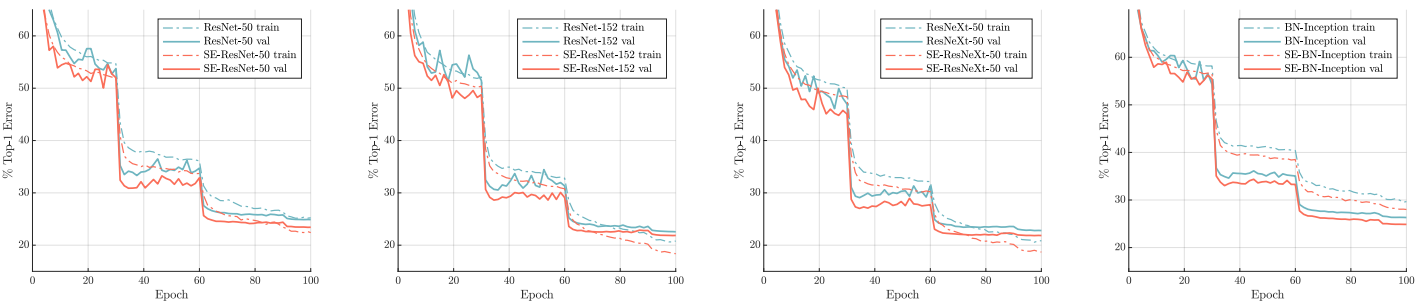 % Top-1 Error
60
50
40
30
20
0
20
40
60
80
100
Epoch
ResNet-50 train
ResNet-50 val
SE-ResNet-50 train
SE-ResNet-50 val
% Top-1 Error
60
50
40
30
20
0
20
40
60
80
100
Epoch
ResNet-152 train
ResNet-152 val
SE-ResNet-152 train
SE-ResNet-152 val
% Top-1 Error
60
50
40
30
20
0
20
40
60
80
100
Epoch
ResNeXt-50 train
ResNeXt-50 val
SE-ResNeXt-50 train
SE-ResNeXt-50 val
% Top-1 Error
60
50
40
30
20
0
20
40
60
80
100
Epoch
BN-Inception train
BN-Inception val
SE-BN-Inception train
SE-BN-Inception val